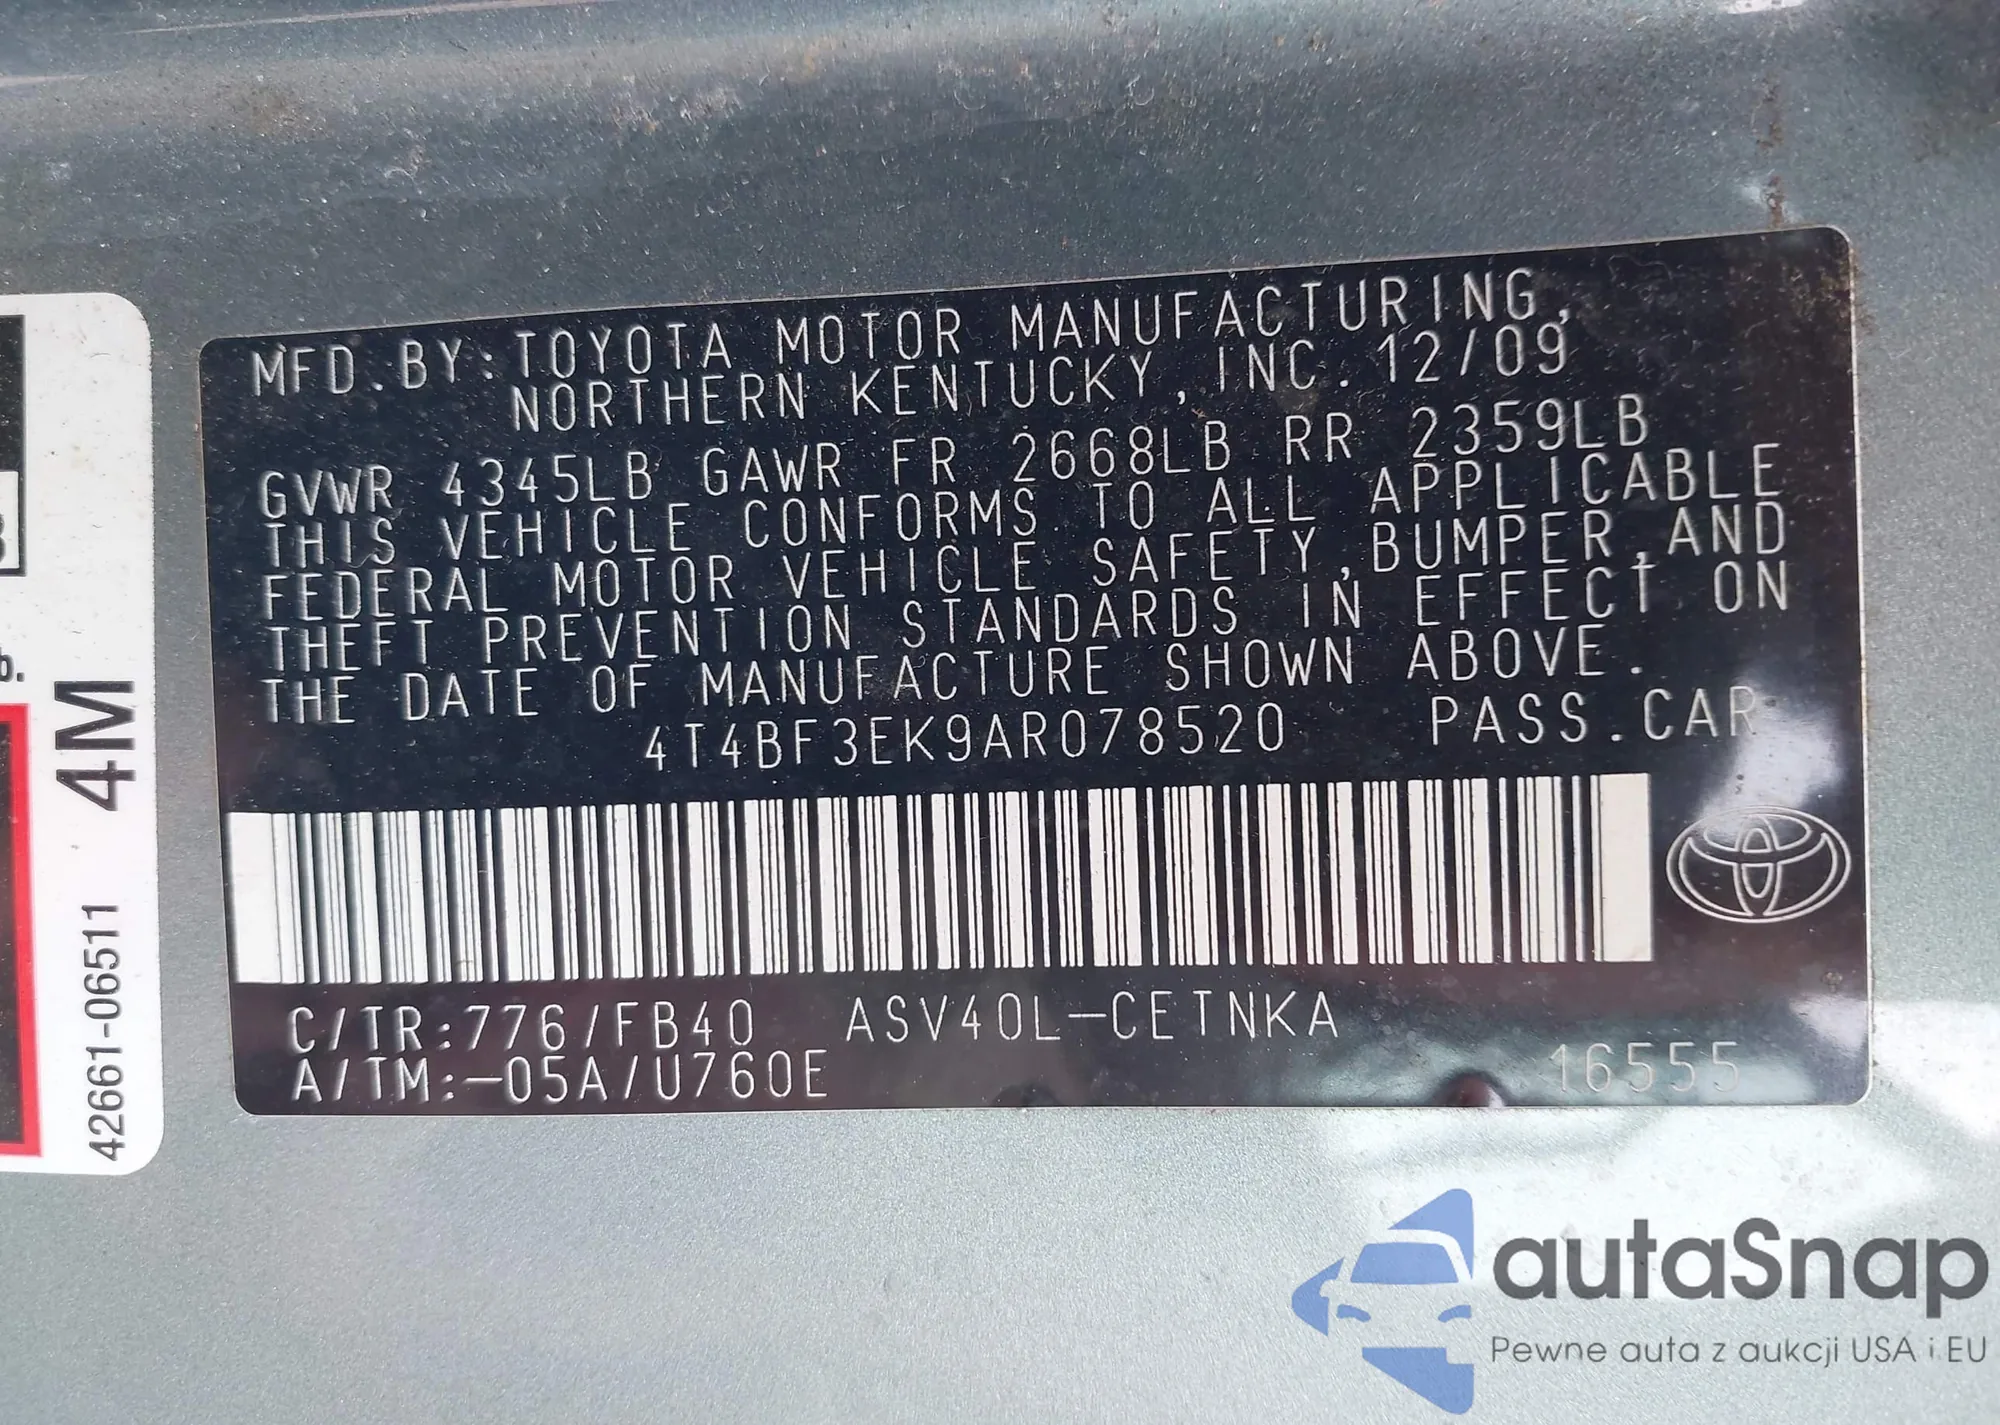 MFD.BY:TOYOTA MOTOR MANUFACTURING,
NORTHERN KENTUCKY,INC. 12/09
GVWR 4345LB GAWR FR 2668LB RR 2359LB
THIS VEHICLE CONFORMS TO ALL APPLICABLE
FEDERAL MOTOR VEHICLE SAFETY,BUMPER,AND
THEFT PREVENTION STANDARDS IN EFFECT ON
THE DATE OF MANUFACTURE SHOWN ABOVE.
4T4BF3EK9AR078520 PASS.CAR
C/TR:776/FB40 ASV40L-CETNKA
A/TM:-05A/U760E
16555
42661-06511 4M
autaSnap
Pewne auta z aukcji USA i EU